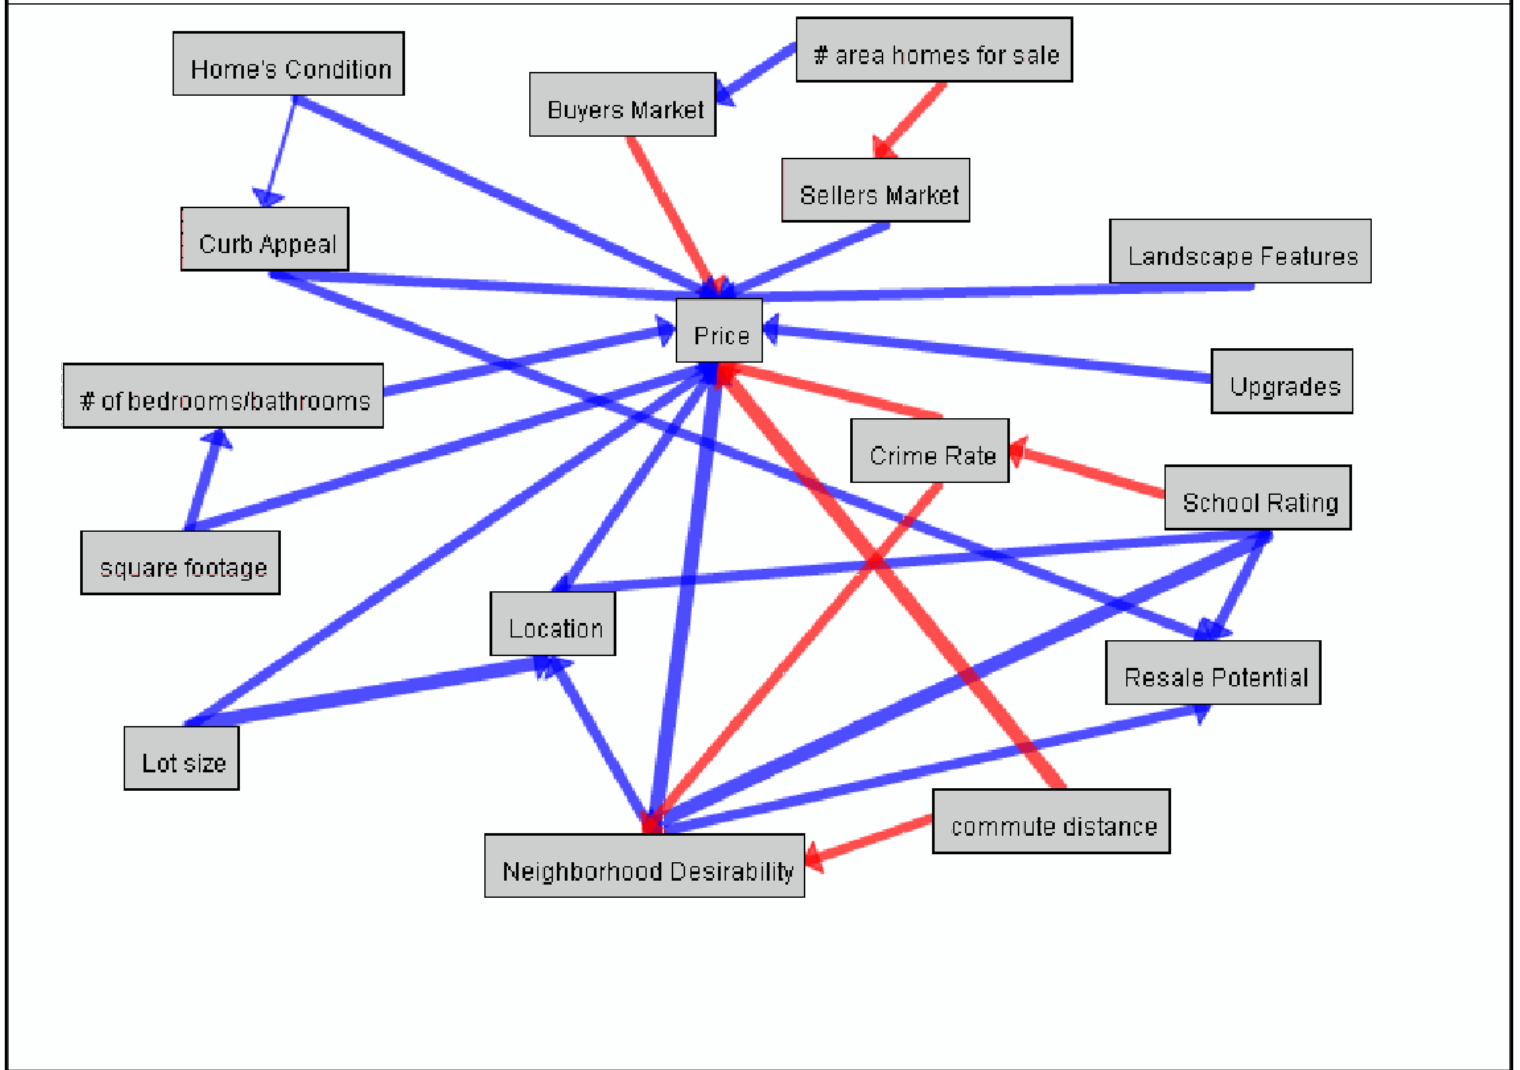 Home's Condition
# area homes for sale
Buyers Market
Sellers Market
Curb Appeal
Landscape Features
Price
# of bedrooms/bathrooms
Upgrades
Crime Rate
School Rating
square footage
Location
Resale Potential
Lot size
commute distance
Neighborhood Desirability